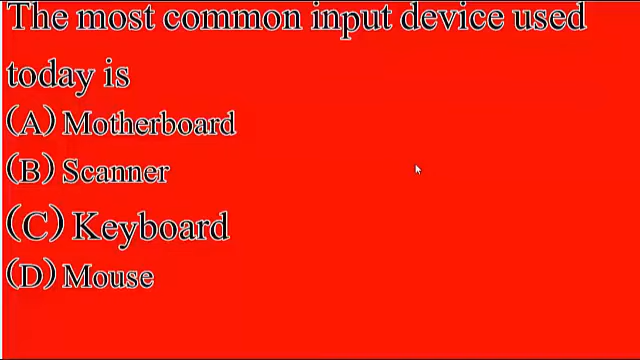 The most common input device used
today is
(A) Motherboard
(B) Scanner
(C) Keyboard
(D) Mouse